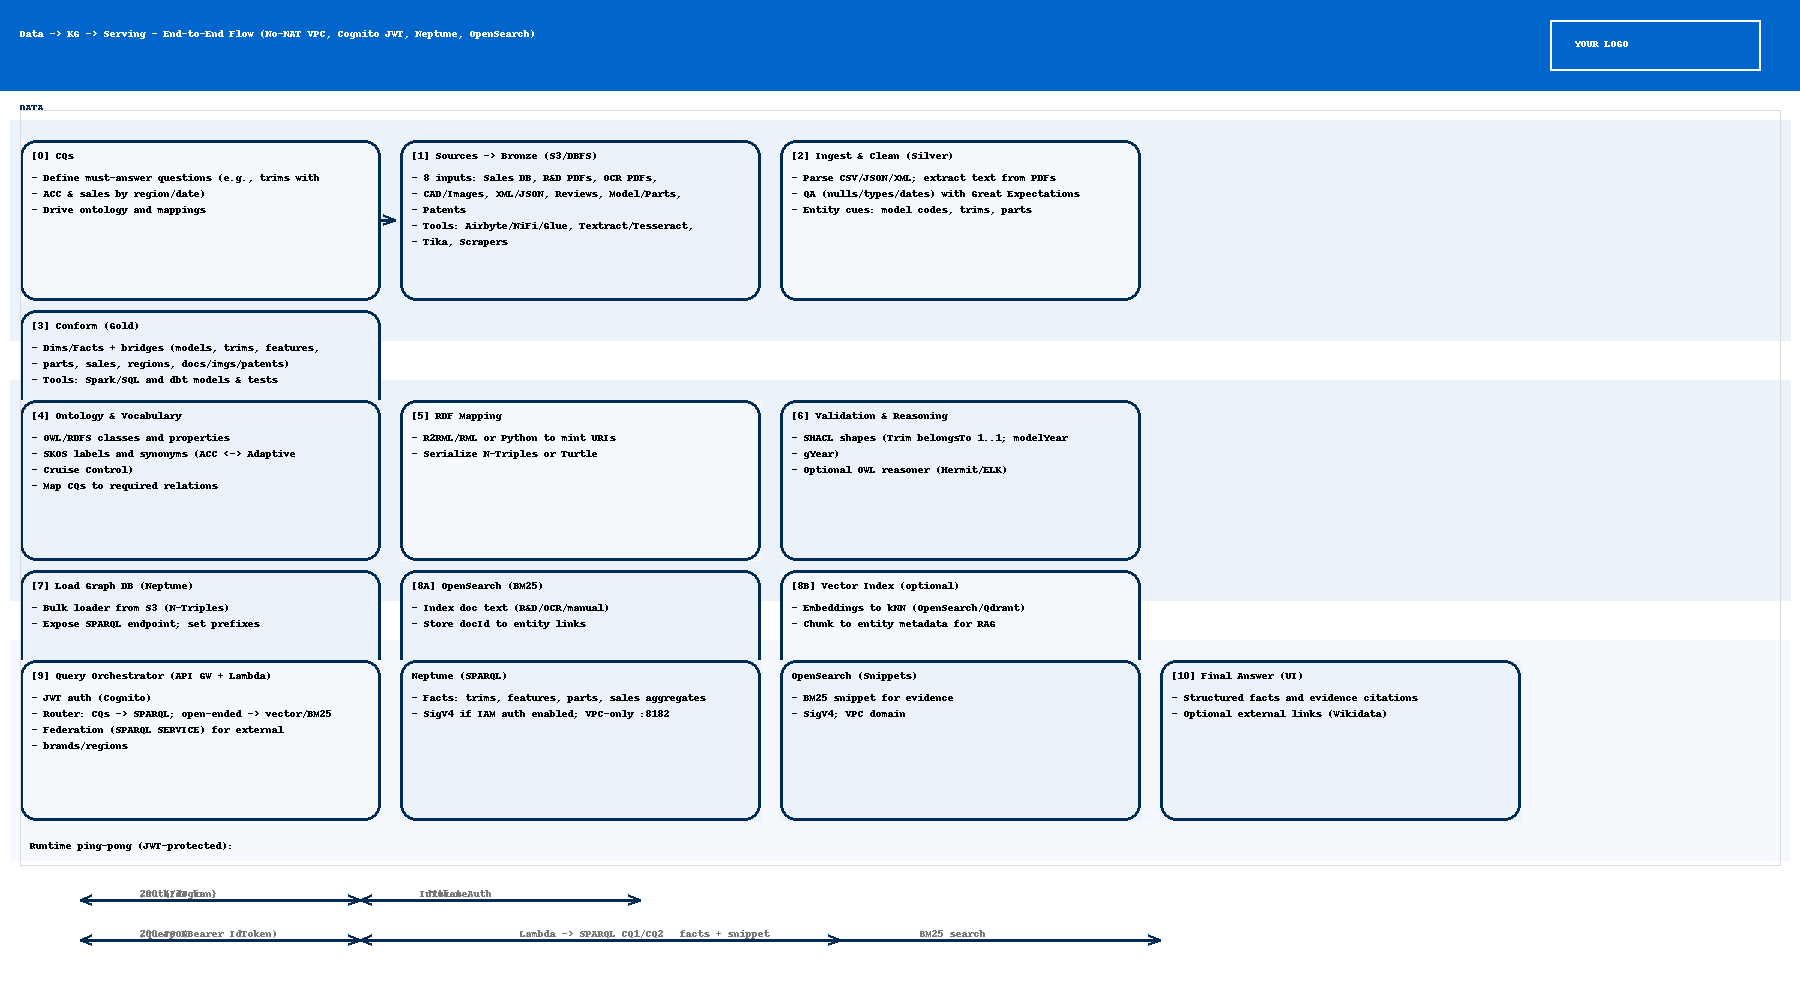 Data -> KG -> Serving - End-to-End Flow (No-NAT VPC, Cognito JWT, Neptune, OpenSearch)
YOUR LOGO
DATA
[0] CQs
- Define must-answer questions (e.g., trims with
- ACC & sales by region/date)
- Drive ontology and mappings
[1] Sources -> Bronze (S3/DBFS)
- 8 inputs: Sales DB, R&D PDFs, OCR PDFs,
- CAD/Images, XML/JSON, Reviews, Model/Parts,
- Patents
- Tools: Airbyte/NiFi/Glue, Textract/Tesseract,
- Tika, Scrapers
[2] Ingest & Clean (Silver)
- Parse CSV/JSON/XML; extract text from PDFs
- QA (nulls/types/dates) with Great Expectations
- Entity cues: model codes, trims, parts
[3] Conform (Gold)
- Dims/Facts + bridges (models, trims, features,
- parts, sales, regions, docs/imgs/patents)
- Tools: Spark/SQL and dbt models & tests
[4] Ontology & Vocabulary
- OWL/RDFS classes and properties
- SKOS labels and synonyms (ACC <-> Adaptive
- Cruise Control)
- Map CQs to required relations
[5] RDF Mapping
- R2RML/RML or Python to mint URIs
- Serialize N-Triples or Turtle
[6] Validation & Reasoning
- SHACL shapes (Trim belongsTo 1..1; modelYear
- gYear)
- Optional OWL reasoner (Hermit/ELK)
[7] Load Graph DB (Neptune)
- Bulk loader from S3 (N-Triples)
- Expose SPARQL endpoint; set prefixes
[8A] OpenSearch (BM25)
- Index doc text (R&D/OCR/manual)
- Store docId to entity links
[8B] Vector Index (optional)
- Embeddings to kNN (OpenSearch/Qdrant)
- Chunk to entity metadata for RAG
[9] Query Orchestrator (API GW + Lambda)
- JWT auth (Cognito)
- Router: CQs -> SPARQL; open-ended -> vector/BM25
- Federation (SPARQL SERVICE) for external
- brands/regions
Neptune (SPARQL)
- Facts: trims, features, parts, sales aggregates
- SigV4 if IAM auth enabled; VPC-only :8182
OpenSearch (Snippets)
- BM25 snippet for evidence
- SigV4; VPC domain
[10] Final Answer (UI)
- Structured facts and evidence citations
- Optional external links (Wikidata)
Runtime ping-pong (JWT-protected):
Bearer IdToken)
Lambda -> SPARQL CQ1/CQ2
facts + snippet
BM25 search